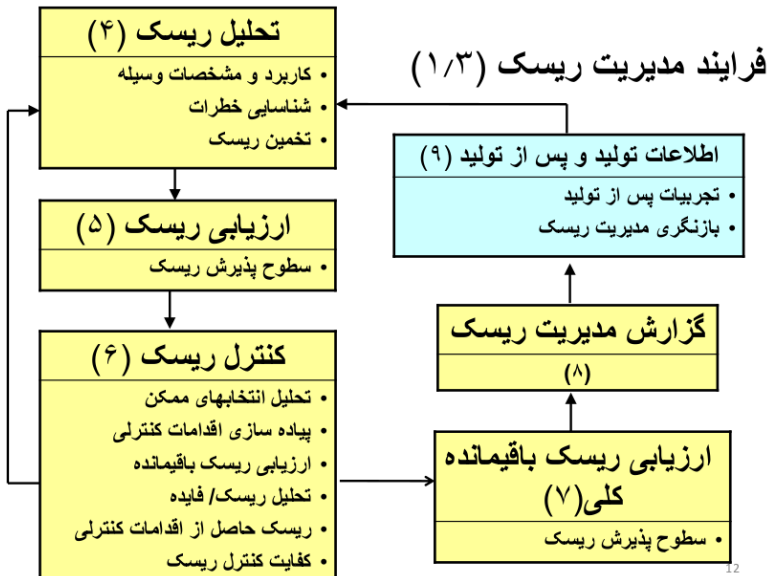 فرایند مدیریت ریسک (۱٫۳)
تحلیل ریسک (۴)
• کاربرد و مشخصات وسیله
• شناسایی خطرات
• تخمین ریسک
ارزیابی ریسک (۵)
• سطوح پذیرش ریسک
کنترل ریسک (۶)
• تحلیل انتخابهای ممکن
• پیاده سازی اقدامات کنترلی
• ارزیابی ریسک باقیمانده
• تحلیل ریسک/ فایده
• ریسک حاصل از اقدامات کنترلی
• کفایت کنترل ریسک
ارزیابی ریسک باقیمانده
کلی(۷)
• سطوح پذیرش ریسک
گزارش مدیریت ریسک
(۸)
اطلاعات تولید و پس از تولید (۹)
• تجربیات پس از تولید
• بازنگری مدیریت ریسک
12